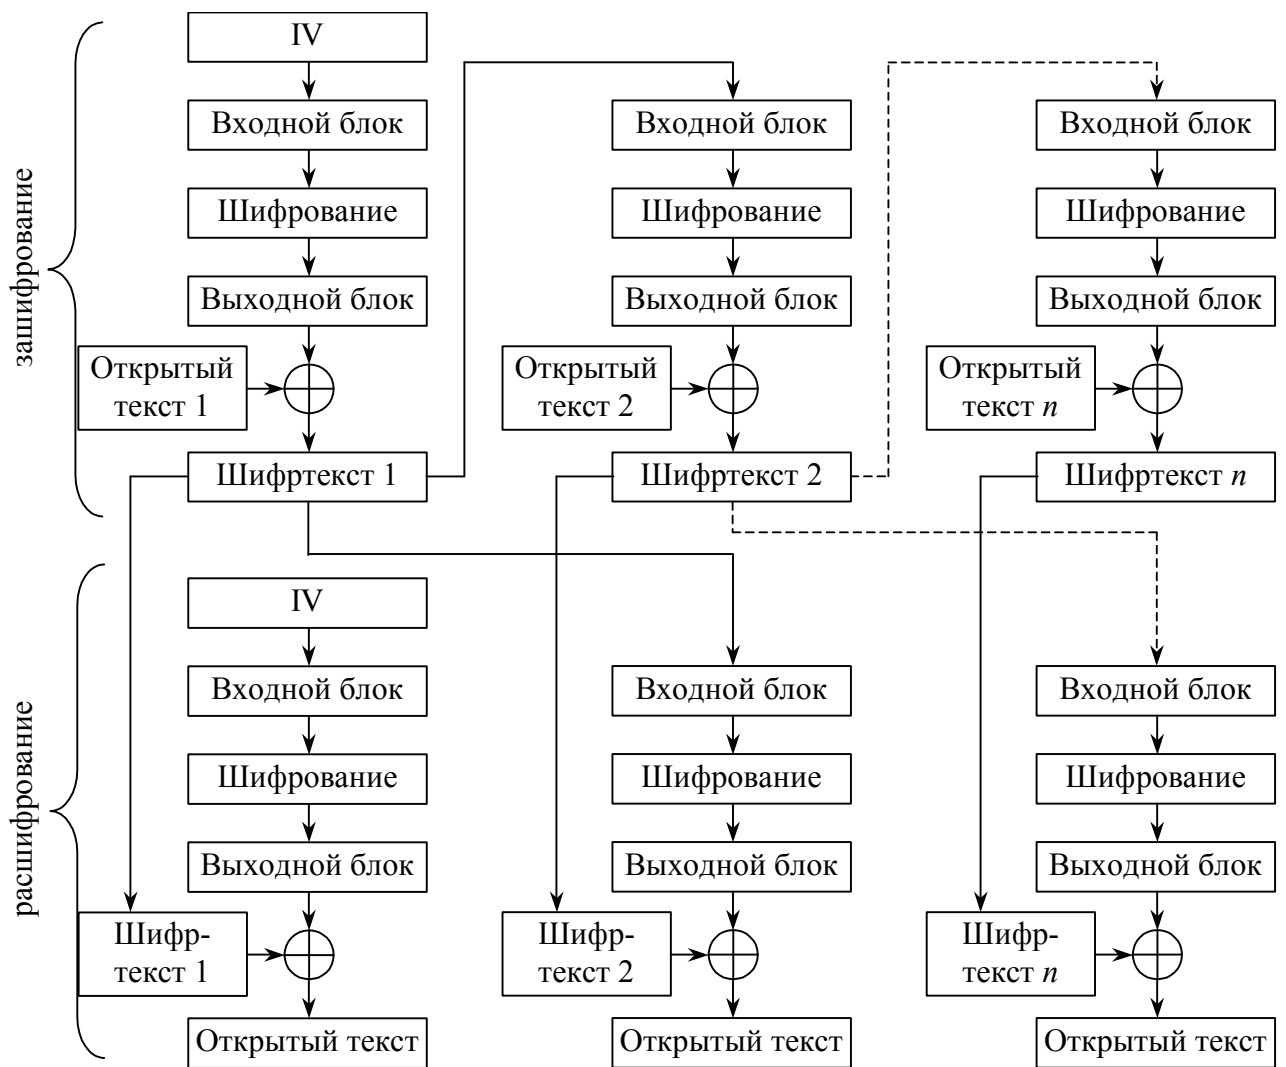 зашифрование
IV
Входной блок
Входной блок
Входной блок
Шифрование
Шифрование
Шифрование
Выходной блок
Выходной блок
Выходной блок
Открытый
текст 1
Открытый
текст 2
Открытый
текст n
Шифртекст 1
Шифртекст 2
Шифртекст n
расшифрование
IV
Входной блок
Входной блок
Входной блок
Шифрование
Шифрование
Шифрование
Выходной блок
Выходной блок
Выходной блок
Шифр-
текст 1
Шифр-
текст 2
Шифр-
текст n
Открытый текст
Открытый текст
Открытый текст